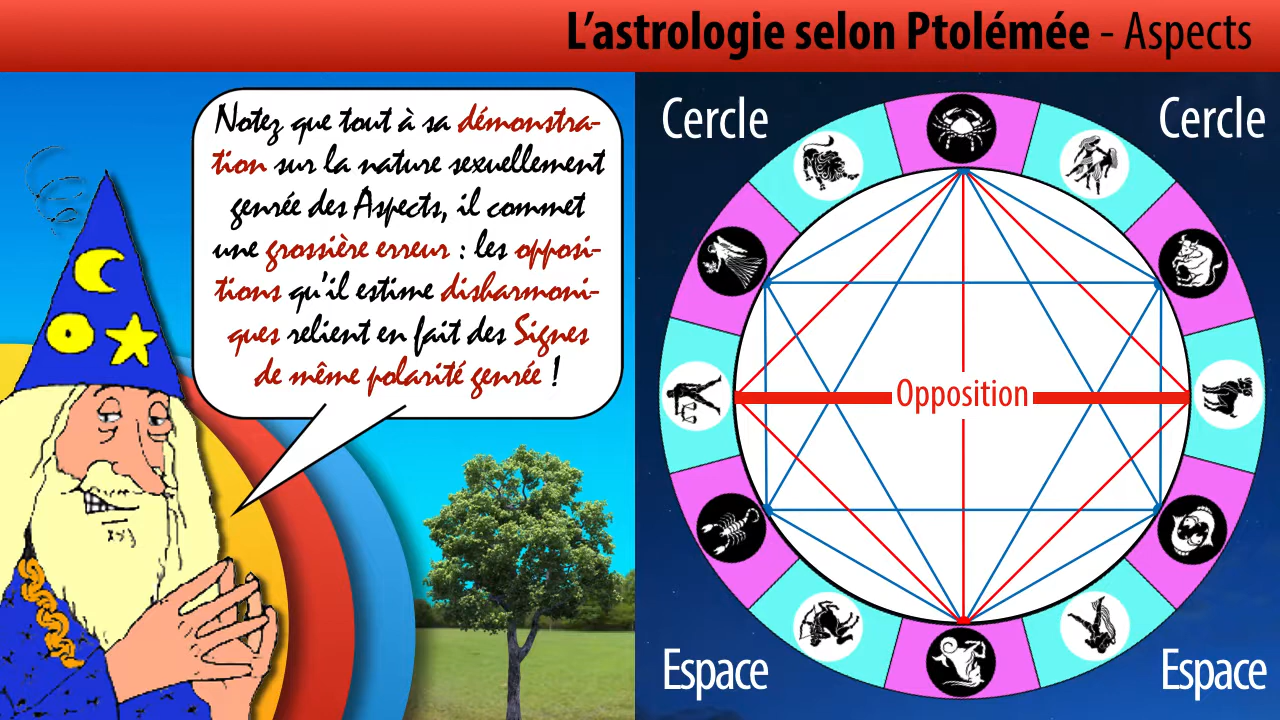 L'astrologie selon Ptolémée - Aspects
Notez que tout à sa démonstra-
tion sur la nature sexuellement
genrée des Aspects, il commet
une grossière erreur : les opposi-
tions qu'il estime disharmoni-
ques relient en fait des Signes
de même polarité genrée !
Cercle
Cercle
Opposition
Espace
Espace